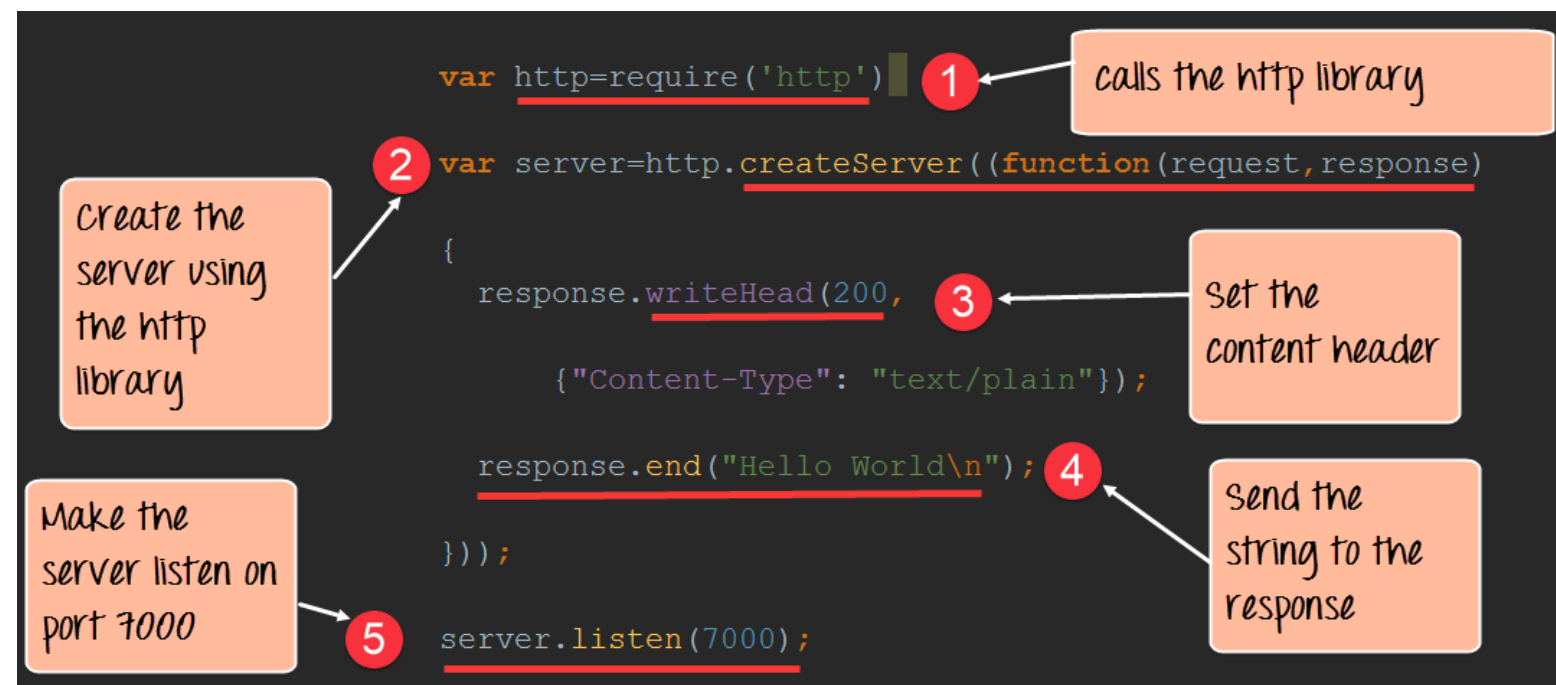 var http=require('http')
1
calls the http library
2
var server=http.createServer((function(request,response)
Create the
server using
the http
library
{
response.writeHead(200,
3
Set the
content header
{"Content-Type": "text/plain"});
response.end("Hello World\n");
4
Send the
string to the
response
Make the
server listen on
port 7000
}));
5
server.listen(7000);